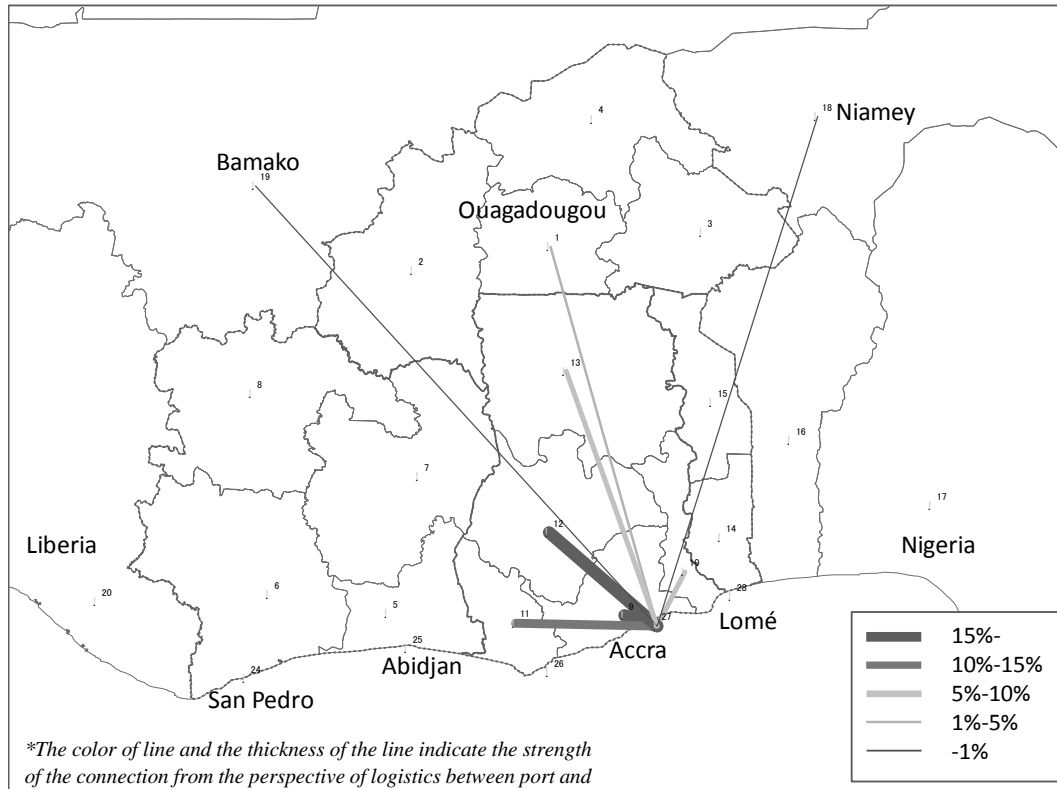 4
18 Niamey
Bamako
19
Ouagadougou
1
3
2
13
8
15
16
7
17
12
14
Liberia
Nigeria
10
20
6
28
5
9
11
27
Lomé
25
Accra
Abidjan
26
24
San Pedro
15%-
10%-15%
5%-10%
1%-5%
-1%
*The color of line and the thickness of the line indicate the strength
of the connection from the perspective of logistics between port and